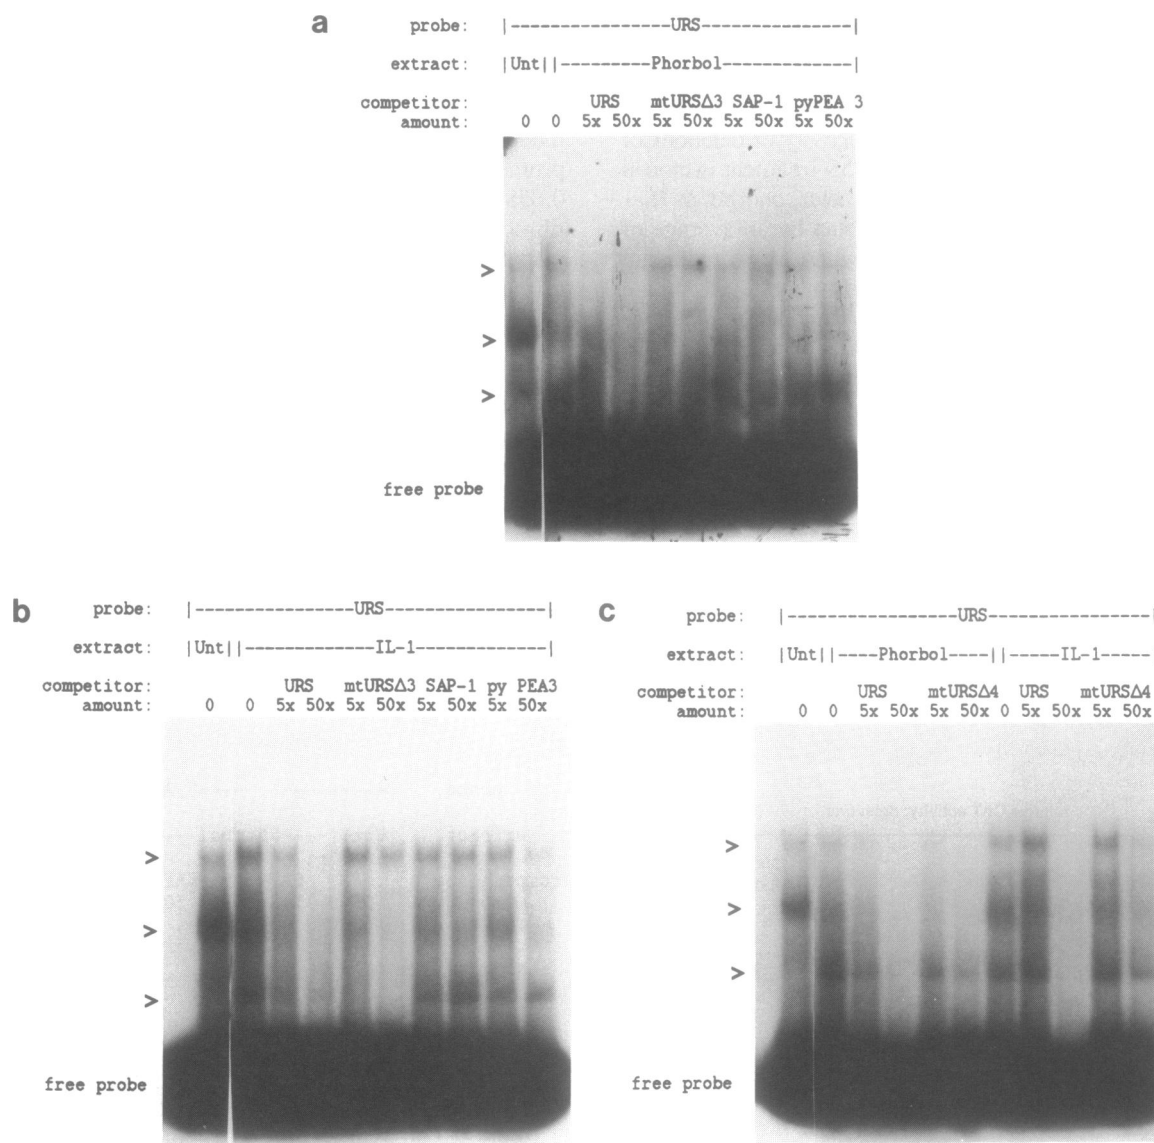 a
probe: |----------------URS---------------|
extract: |Unt||---------Phorbol-------------|
competitor: URS mtURSΔ3 SAP-1 pyPEA 3
amount: 0 0 5x 50x 5x 50x 5x 50x 5x 50x
>
>
>
free probe
b
probe: |----------------URS----------------|
extract: |Unt||-------------IL-1-------------|
competitor: URS mtURSΔ3 SAP-1 py PEA3
amount: 0 0 5x 50x 5x 50x 5x 50x 5x 50x
>
>
>
free probe
c
probe: |-----------------URS-------------------|
extract: |Unt||----Phorbol----||-----IL-1-----|
competitor: URS mtURSΔ4 URS mtURSΔ4
amount: 0 0 5x 50x 5x 50x 0 5x 50x 5x 50x
>
>
>
free probe